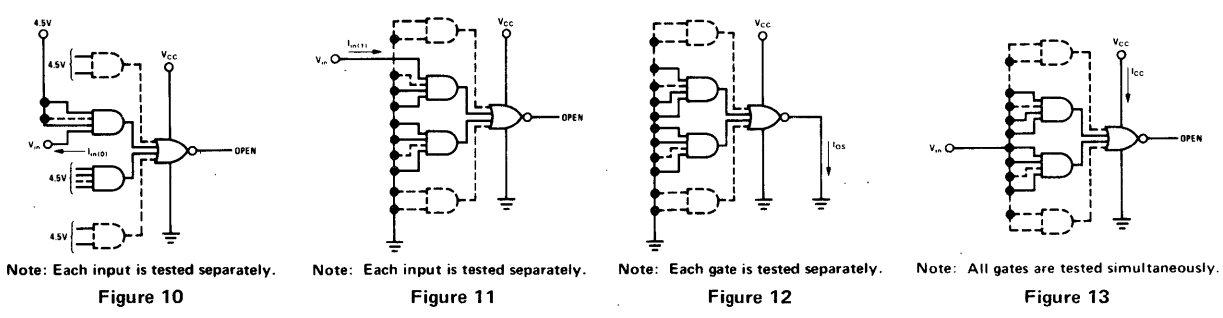 4.5V
4.5V
VCC
Vin
Iin(0)
OPEN
4.5V
4.5V
Note: Each input is tested separately.
Figure 10
Iin(1)
Vin
VCC
OPEN
Note: Each input is tested separately.
Figure 11
VCC
IOS
Note: Each gate is tested separately.
Figure 12
VCC
ICC
Vin
OPEN
Note: All gates are tested simultaneously.
Figure 13